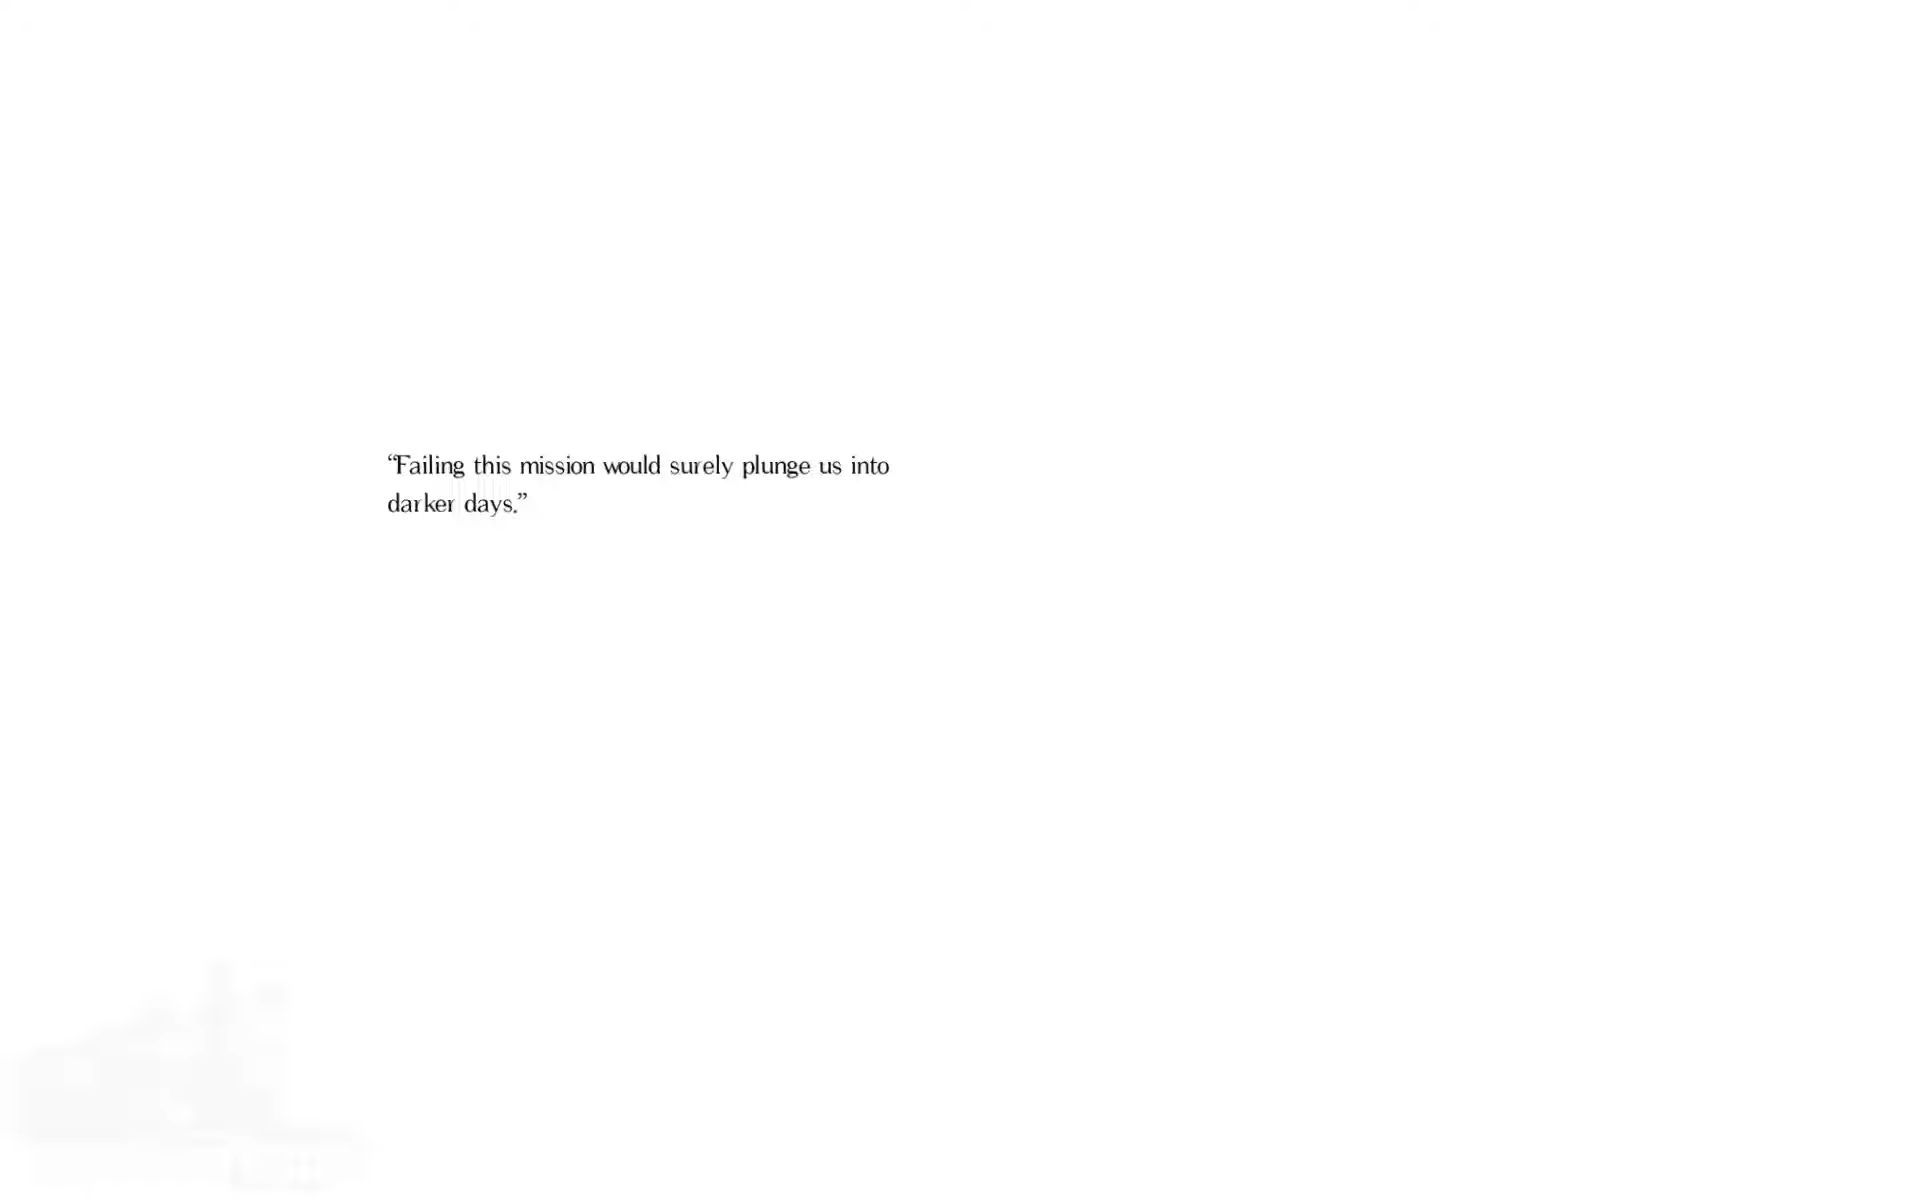 “Failing this mission would surely plunge us into
darker days.”